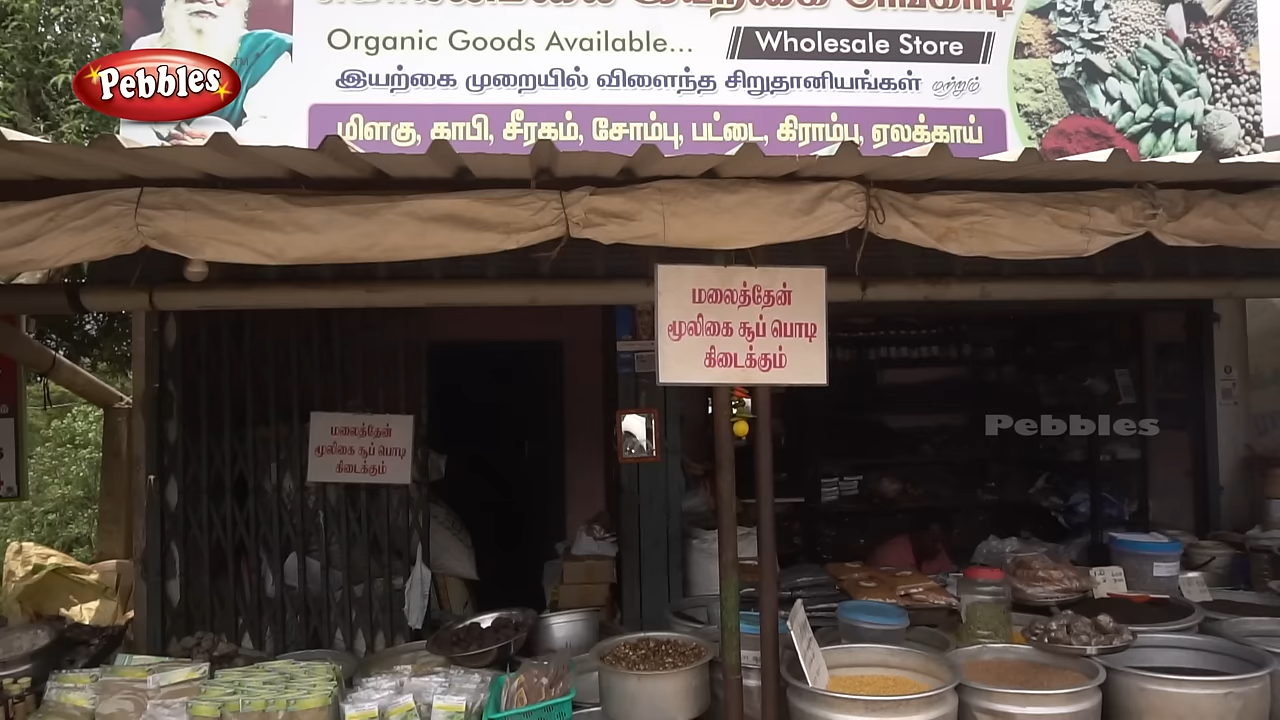 Pebbles
Organic Goods Available...
Wholesale Store
இயற்கை முறையில் விளைந்த சிறுதானியங்கள் மற்றும்
மிளகு, காபி, சீரகம், சோம்பு, பட்டை, கிராம்பு, ஏலக்காய்
மலைத்தேன்
மூலிகை சூப் பொடி
கிடைக்கும்
Pebbles
மலைத்தேன்
மூலிகை சூப் பொடி
கிடைக்கும்